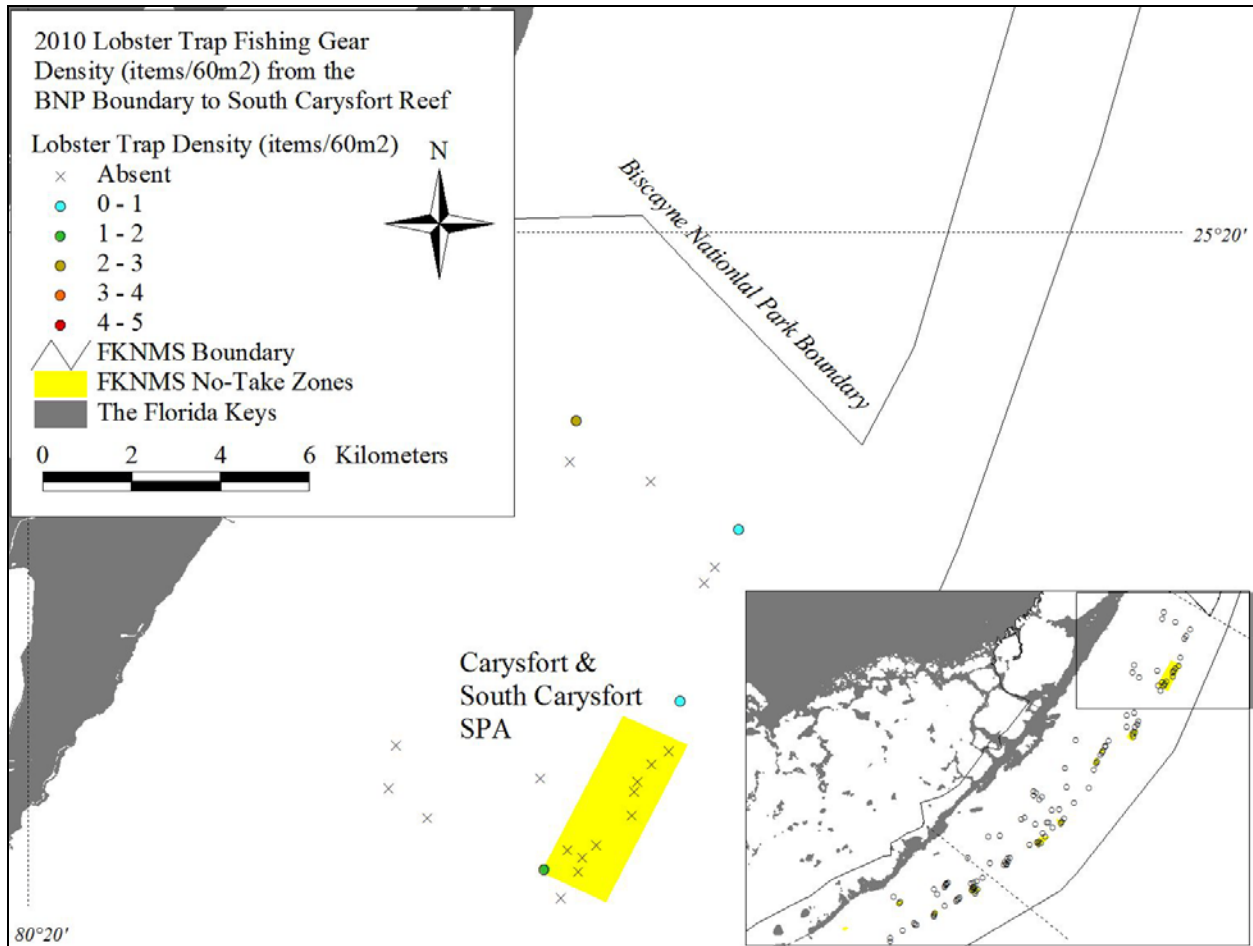 2010 Lobster Trap Fishing Gear
Density (items/60m2) from the
BNP Boundary to South Carysfort Reef
Lobster Trap Density (items/60m2)
N
Absent
0 - 1
1 - 2
2 - 3
3 - 4
4 - 5
FKNMS Boundary
FKNMS No-Take Zones
The Florida Keys
0 2 4 6 Kilometers
Biscayne Nationlal Park Boundary
25°20'
Carysfort &
South Carysfort
SPA
80°20'